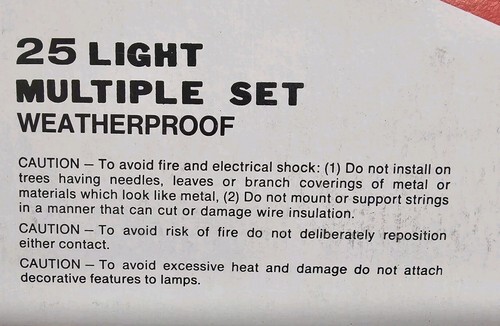 25 LIGHT
MULTIPLE SET
WEATHERPROOF
CAUTION – To avoid fire and electrical shock: (1) Do not install on
trees having needles, leaves or branch coverings of metal or
materials which look like metal, (2) Do not mount or support strings
in a manner that can cut or damage wire insulation.
CAUTION – To avoid risk of fire do not deliberately reposition
either contact.
CAUTION – To avoid excessive heat and damage do not attach
decorative features to lamps.